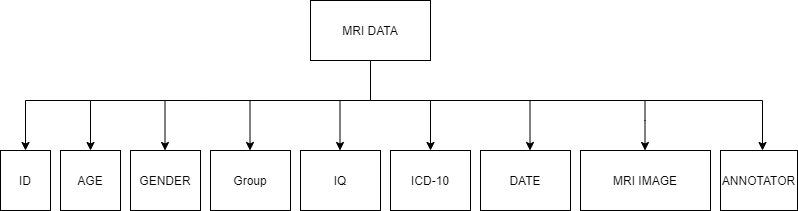 MRI DATA
ID
AGE
GENDER
Group
IQ
ICD-10
DATE
MRI IMAGE
ANNOTATOR